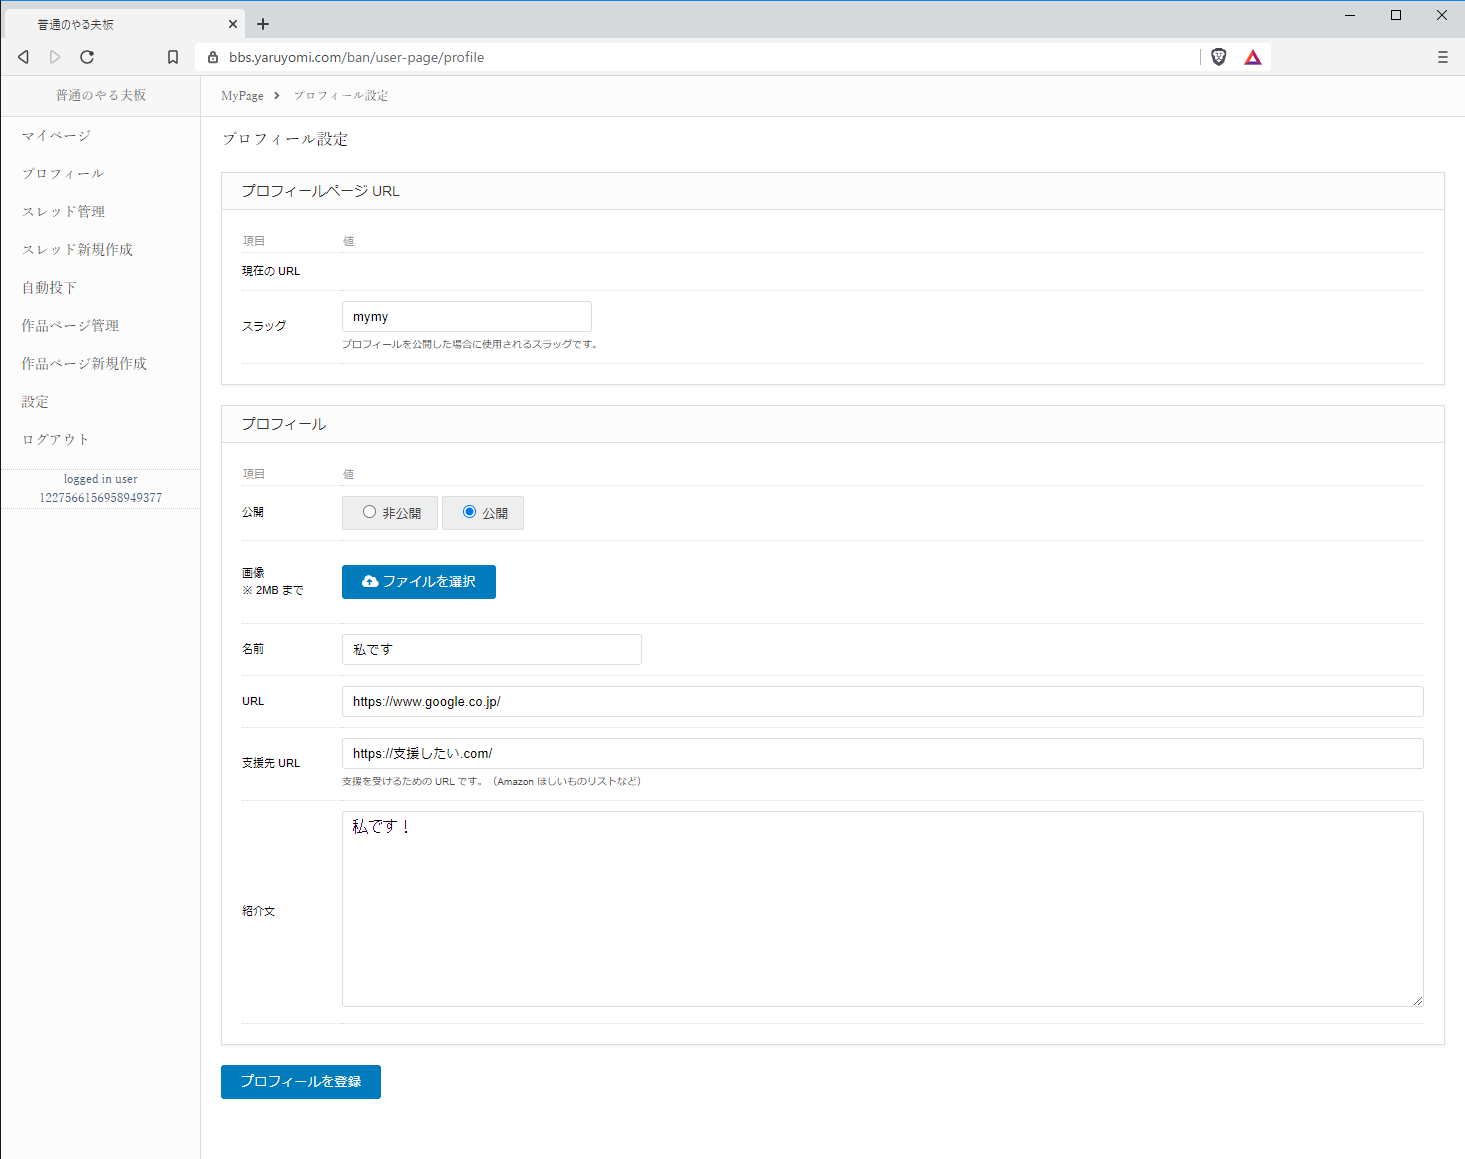 普通のやる夫板
bbs.yaruyomi.com/ban/user-page/profile
普通のやる夫板
MyPage
プロフィール設定
マイページ
プロフィール
スレッド管理
スレッド新規作成
自動投下
作品ページ管理
作品ページ新規作成
設定
ログアウト
logged in user
1227566156958949377
プロフィール設定
プロフィールページ URL
項目 値
現在の URL
スラッグ mymy
プロフィールを公開した場合に使用されるスラッグです。
プロフィール
項目 値
公開 非公開 公開
画像
※ 2MB まで
ファイルを選択
名前 私です
URL https://www.google.co.jp/
支援先 URL https://支援したい.com/
支援を受けるための URL です。（Amazon ほしいものリストなど）
紹介文
私です！
プロフィールを登録